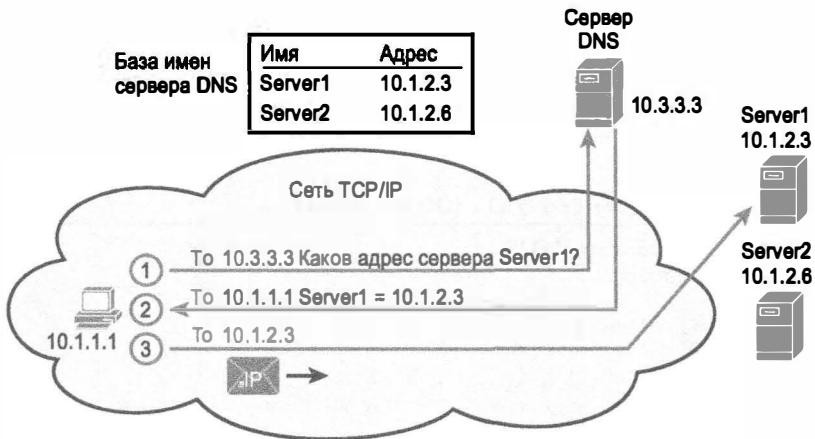 Сервер
DNS
База имен
сервера DNS
Имя Адрес
Server1 10.1.2.3
Server2 10.1.2.6
10.3.3.3
Server1
10.1.2.3
Сеть TCP/IP
1 To 10.3.3.3 Каков адрес сервера Server1?
Server2
10.1.2.6
2 To 10.1.1.1 Server1 = 10.1.2.3
10.1.1.1
3 To 10.1.2.3
IP